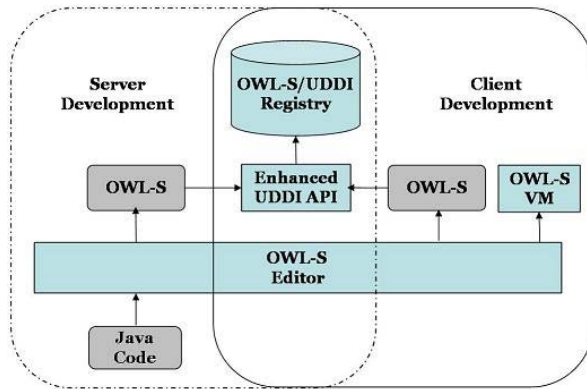 Server
Development
OWL-S/UDDI
Registry
Client
Development
OWL-S
Enhanced
UDDI API
OWL-S
OWL-S
VM
OWL-S
Editor
Java
Code